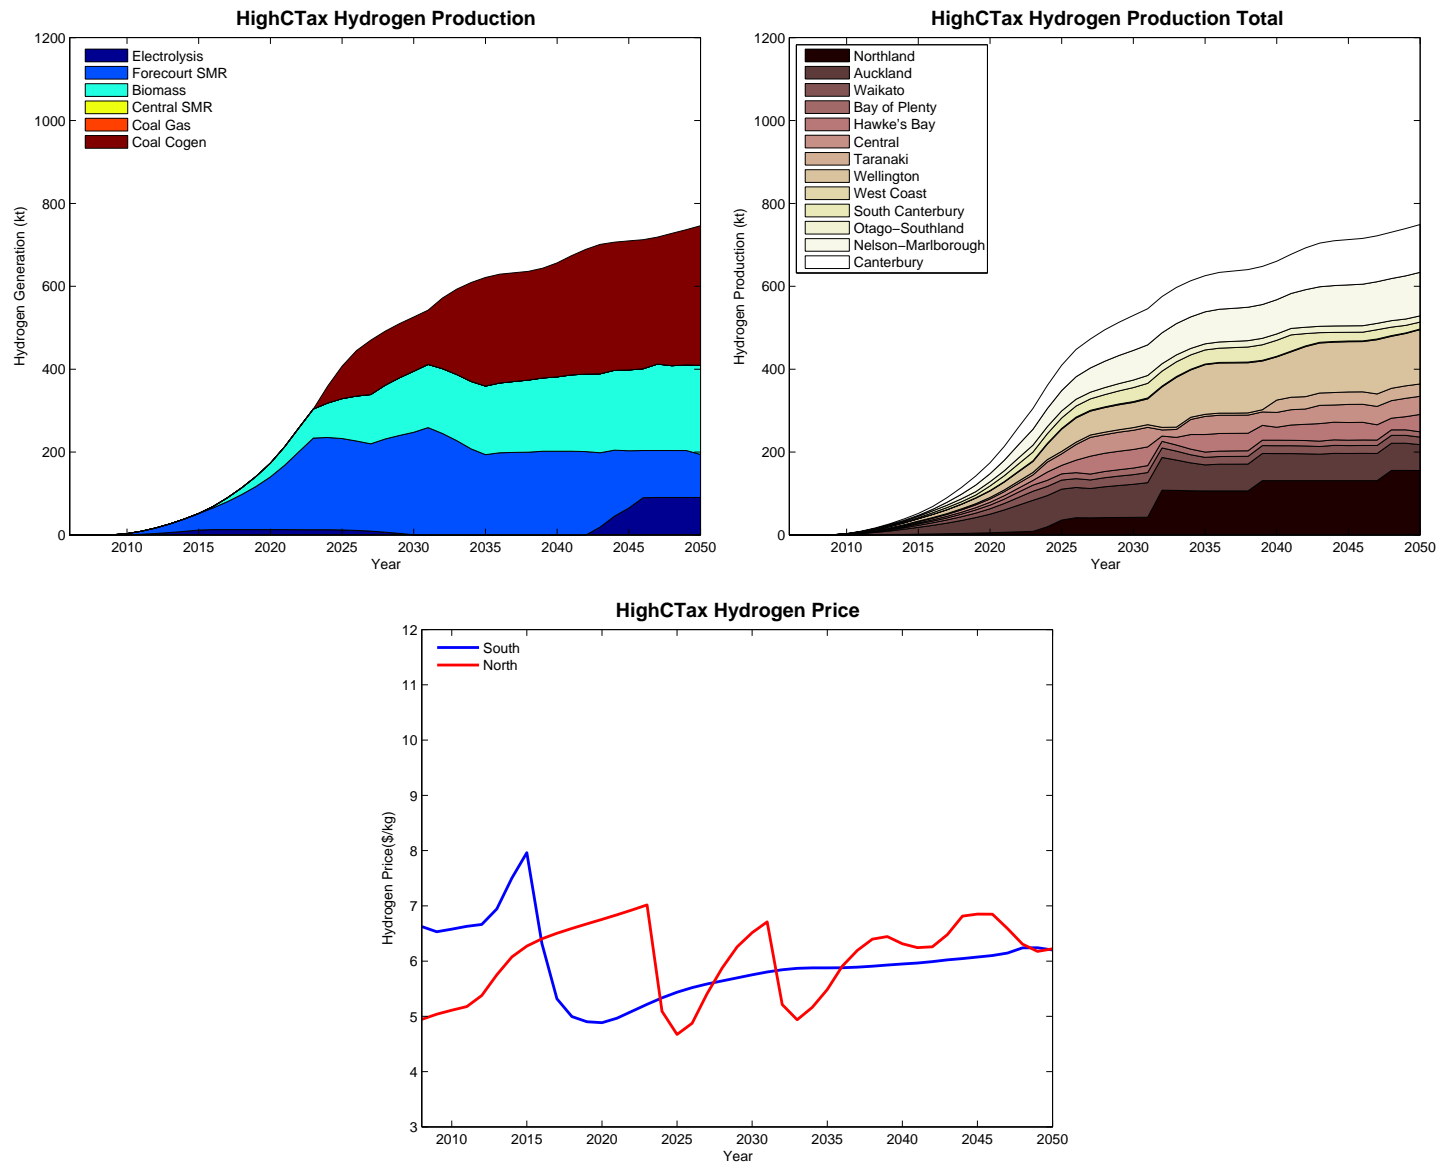 HighCTax Hydrogen Production
Hydrogen Generation (kt)
1200
1000
800
600
400
200
0
Electrolysis
Forecourt SMR
Biomass
Central SMR
Coal Gas
Coal Cogen
2010 2015 2020 2025 2030 2035 2040 2045 2050
Year
HighCTax Hydrogen Production Total
Hydrogen Production (kt)
1200
1000
800
600
400
200
0
Northland
Auckland
Waikato
Bay of Plenty
Hawke's Bay
Central
Taranaki
Wellington
West Coast
South Canterbury
Otago−Southland
Nelson−Marlborough
Canterbury
2010 2015 2020 2025 2030 2035 2040 2045 2050
Year
HighCTax Hydrogen Price
Hydrogen Price($/kg)
12
11
10
9
8
7
6
5
4
3
South
North
2010 2015 2020 2025 2030 2035 2040 2045 2050
Year